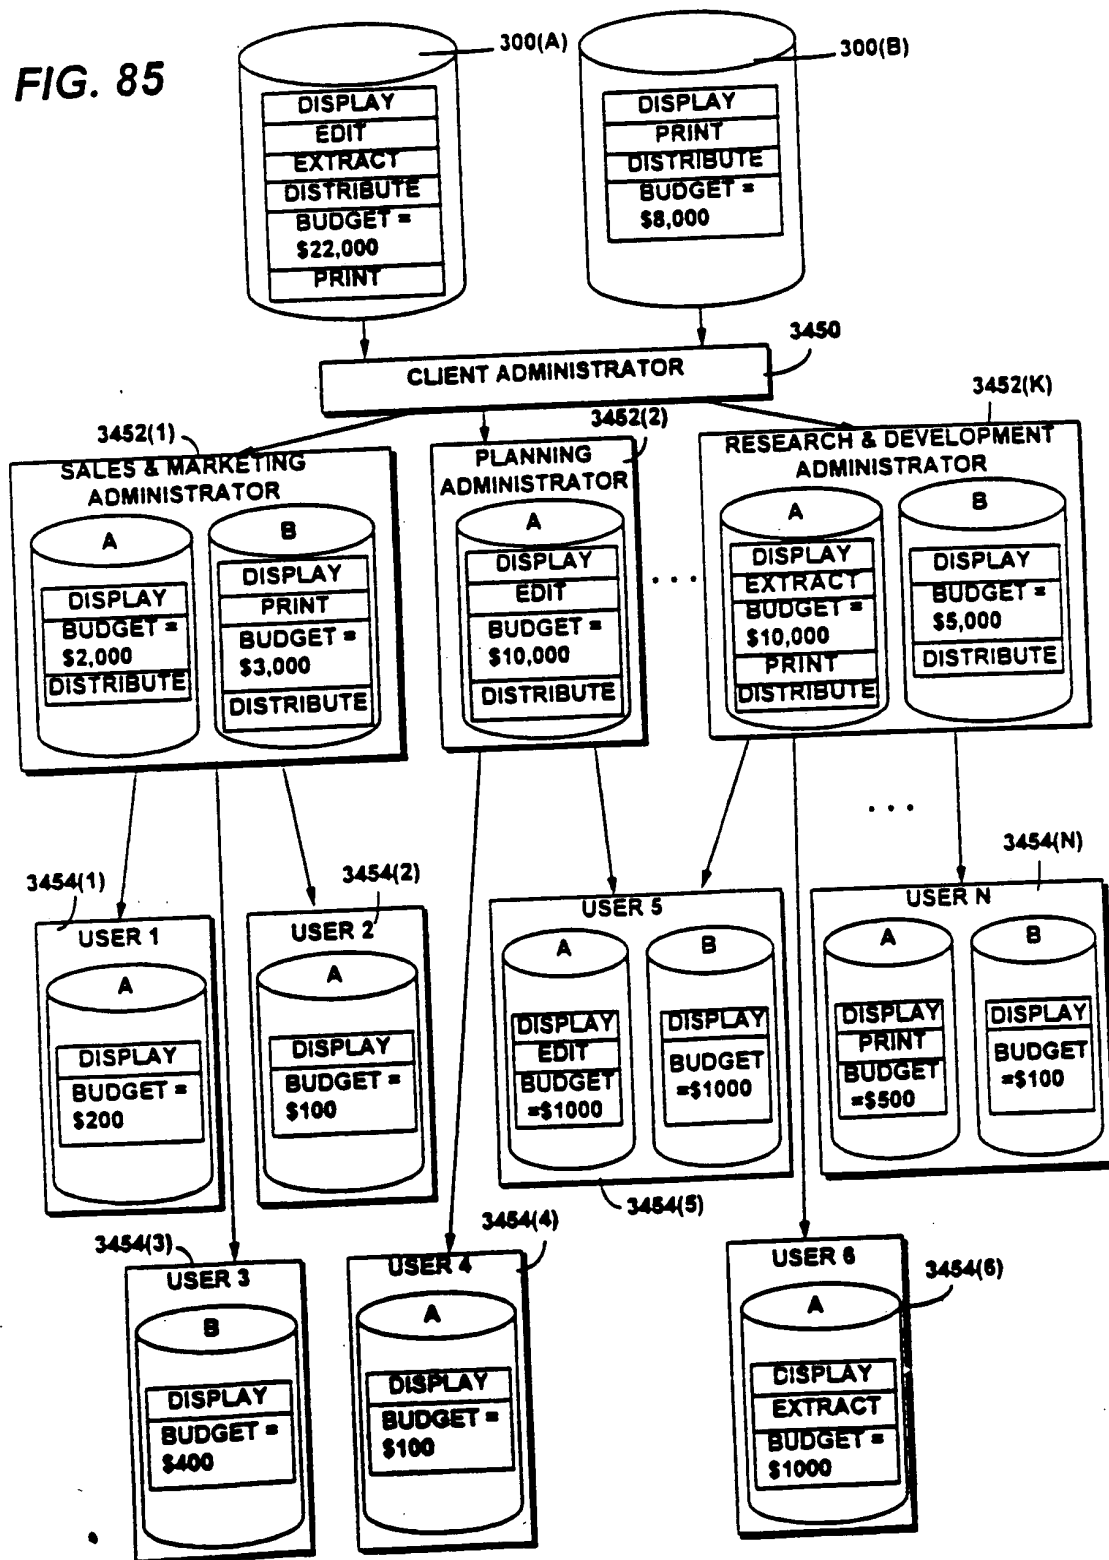 FIG. 85
300(A)
300(B)
DISPLAY
EDIT
EXTRACT
DISTRIBUTE
BUDGET =
$22,000
PRINT
DISPLAY
PRINT
DISTRIBUTE
BUDGET =
$8,000
CLIENT ADMINISTRATOR
3450
3452(1)
SALES & MARKETING
ADMINISTRATOR
A
DISPLAY
BUDGET =
$2,000
DISTRIBUTE
B
DISPLAY
PRINT
BUDGET =
$3,000
DISTRIBUTE
3452(2)
PLANNING
ADMINISTRATOR
A
DISPLAY
EDIT
BUDGET =
$10,000
DISTRIBUTE
. . .
3452(K)
RESEARCH & DEVELOPMENT
ADMINISTRATOR
A
DISPLAY
EXTRACT
BUDGET =
$10,000
PRINT
DISTRIBUTE
B
DISPLAY
BUDGET =
$5,000
DISTRIBUTE
. . .
3454(1)
USER 1
A
DISPLAY
BUDGET =
$200
3454(2)
USER 2
A
DISPLAY
BUDGET =
$100
USER 5
A
DISPLAY
EDIT
BUDGET
=$1000
B
DISPLAY
BUDGET
=$1000
3454(5)
3454(N)
USER N
A
DISPLAY
PRINT
BUDGET
=$500
B
DISPLAY
BUDGET
=$100
3454(3)
USER 3
B
DISPLAY
BUDGET =
$400
3454(4)
USER 4
A
DISPLAY
BUDGET =
$100
USER 6
3454(6)
A
DISPLAY
EXTRACT
BUDGET =
$1000